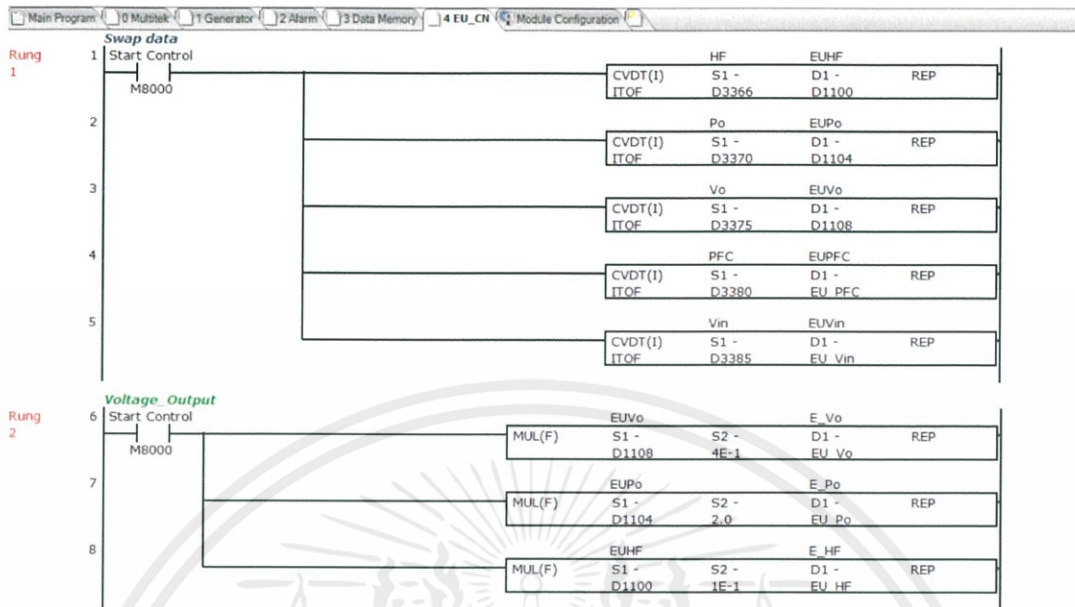 Main Program 0 Multitek 1 Generator 2 Alarm 3 Data Memory 4 EU_CN Module Configuration
Swap data
Rung 1
1 Start Control
M8000
HF EUHF
CVDT(I) S1 - D1 - REP
ITOF D3366 D1100
2
Po EUPo
CVDT(I) S1 - D1 - REP
ITOF D3370 D1104
3
Vo EUVo
CVDT(I) S1 - D1 - REP
ITOF D3375 D1108
4
PFC EUPFC
CVDT(I) S1 - D1 - REP
ITOF D3380 EU_PFC
5
Vin EUVin
CVDT(I) S1 - D1 - REP
ITOF D3385 EU_Vin
Voltage_Output
Rung 2
6 Start Control
M8000
EUVo E_Vo
MUL(F) S1 - S2 - D1 - REP
D1108 4E-1 EU_Vo
7
EUPo E_Po
MUL(F) S1 - S2 - D1 - REP
D1104 2.0 EU_Po
8
EUHF E_HF
MUL(F) S1 - S2 - D1 - REP
D1100 1E-1 EU_HF